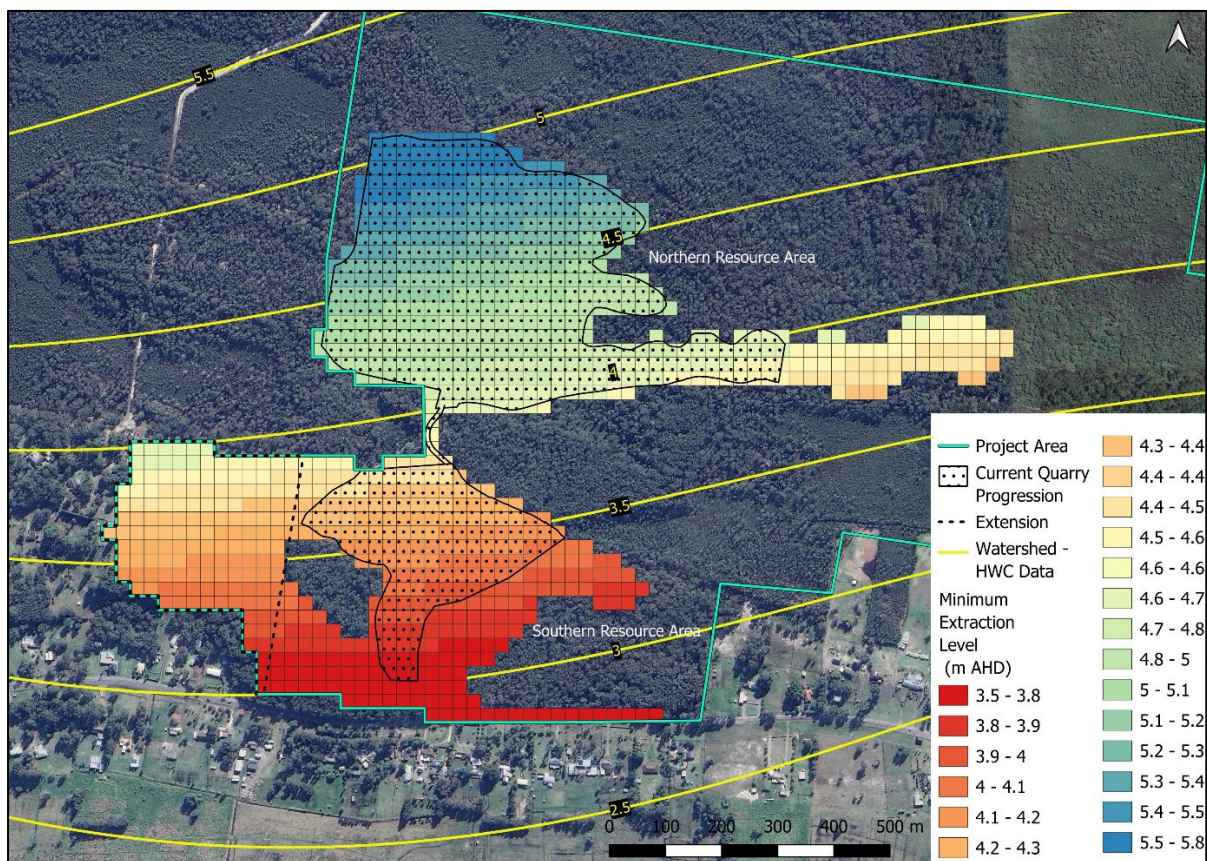 5.5
5
4.5
Northern Resource Area
4
3.5
Southern Resource Area
3
2.5
0 100 200 300 400 500 m
Project Area
Current Quarry
Progression
Extension
Watershed -
HWC Data
Minimum
Extraction
Level
(m AHD)
3.5 - 3.8
3.8 - 3.9
3.9 - 4
4 - 4.1
4.1 - 4.2
4.2 - 4.3
4.3 - 4.4
4.4 - 4.4
4.4 - 4.5
4.5 - 4.6
4.6 - 4.6
4.6 - 4.7
4.7 - 4.8
4.8 - 5
5 - 5.1
5.1 - 5.2
5.2 - 5.3
5.3 - 5.4
5.4 - 5.5
5.5 - 5.8